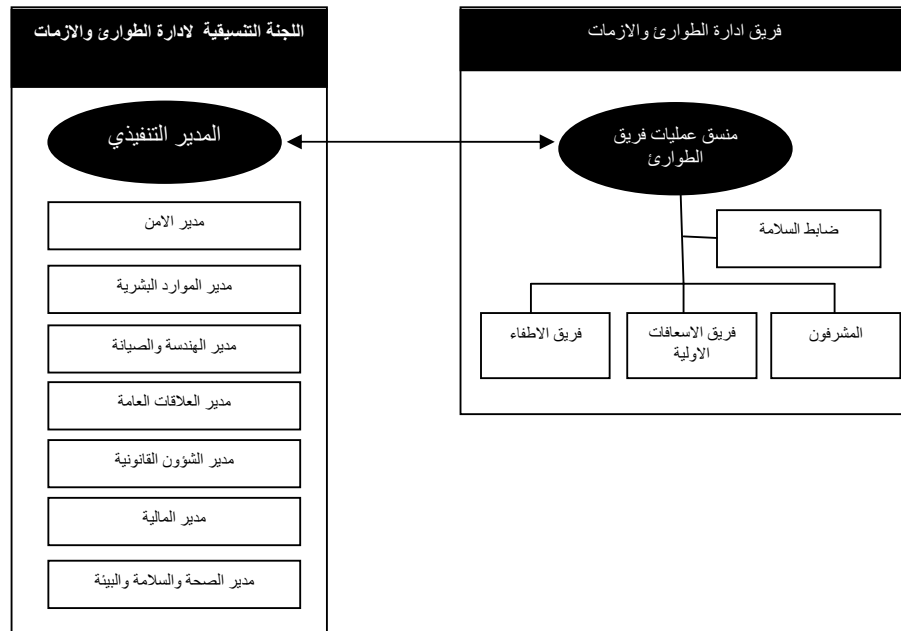 اللجنة التنسيقية لادارة الطوارئ والازمات
المدير التنفيذي
مدير الامن
مدير الموارد البشرية
مدير الهندسة والصيانة
مدير العلاقات العامة
مدير الشؤون القانونية
مدير المالية
مدير الصحة والسلامة والبيئة
فريق ادارة الطوارئ والازمات
منسق عمليات فريق
الطوارئ
ضابط السلامة
المشرفون
فريق الاسعافات
الاولية
فريق الاطفاء